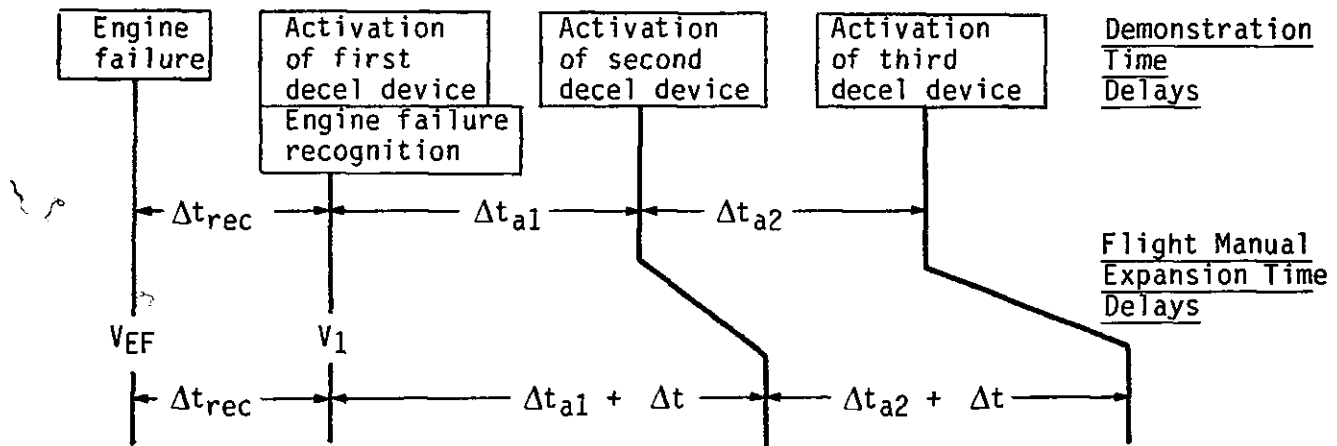 Engine
failure
Activation
of first
decel device
Engine failure
recognition
Activation
of second
decel device
Activation
of third
decel device
Demonstration
Time
Delays
Δtrec
Δta1
Δta2
Flight Manual
Expansion Time
Delays
VEF
V1
Δtrec
Δta1 + Δt
Δta2 + Δt